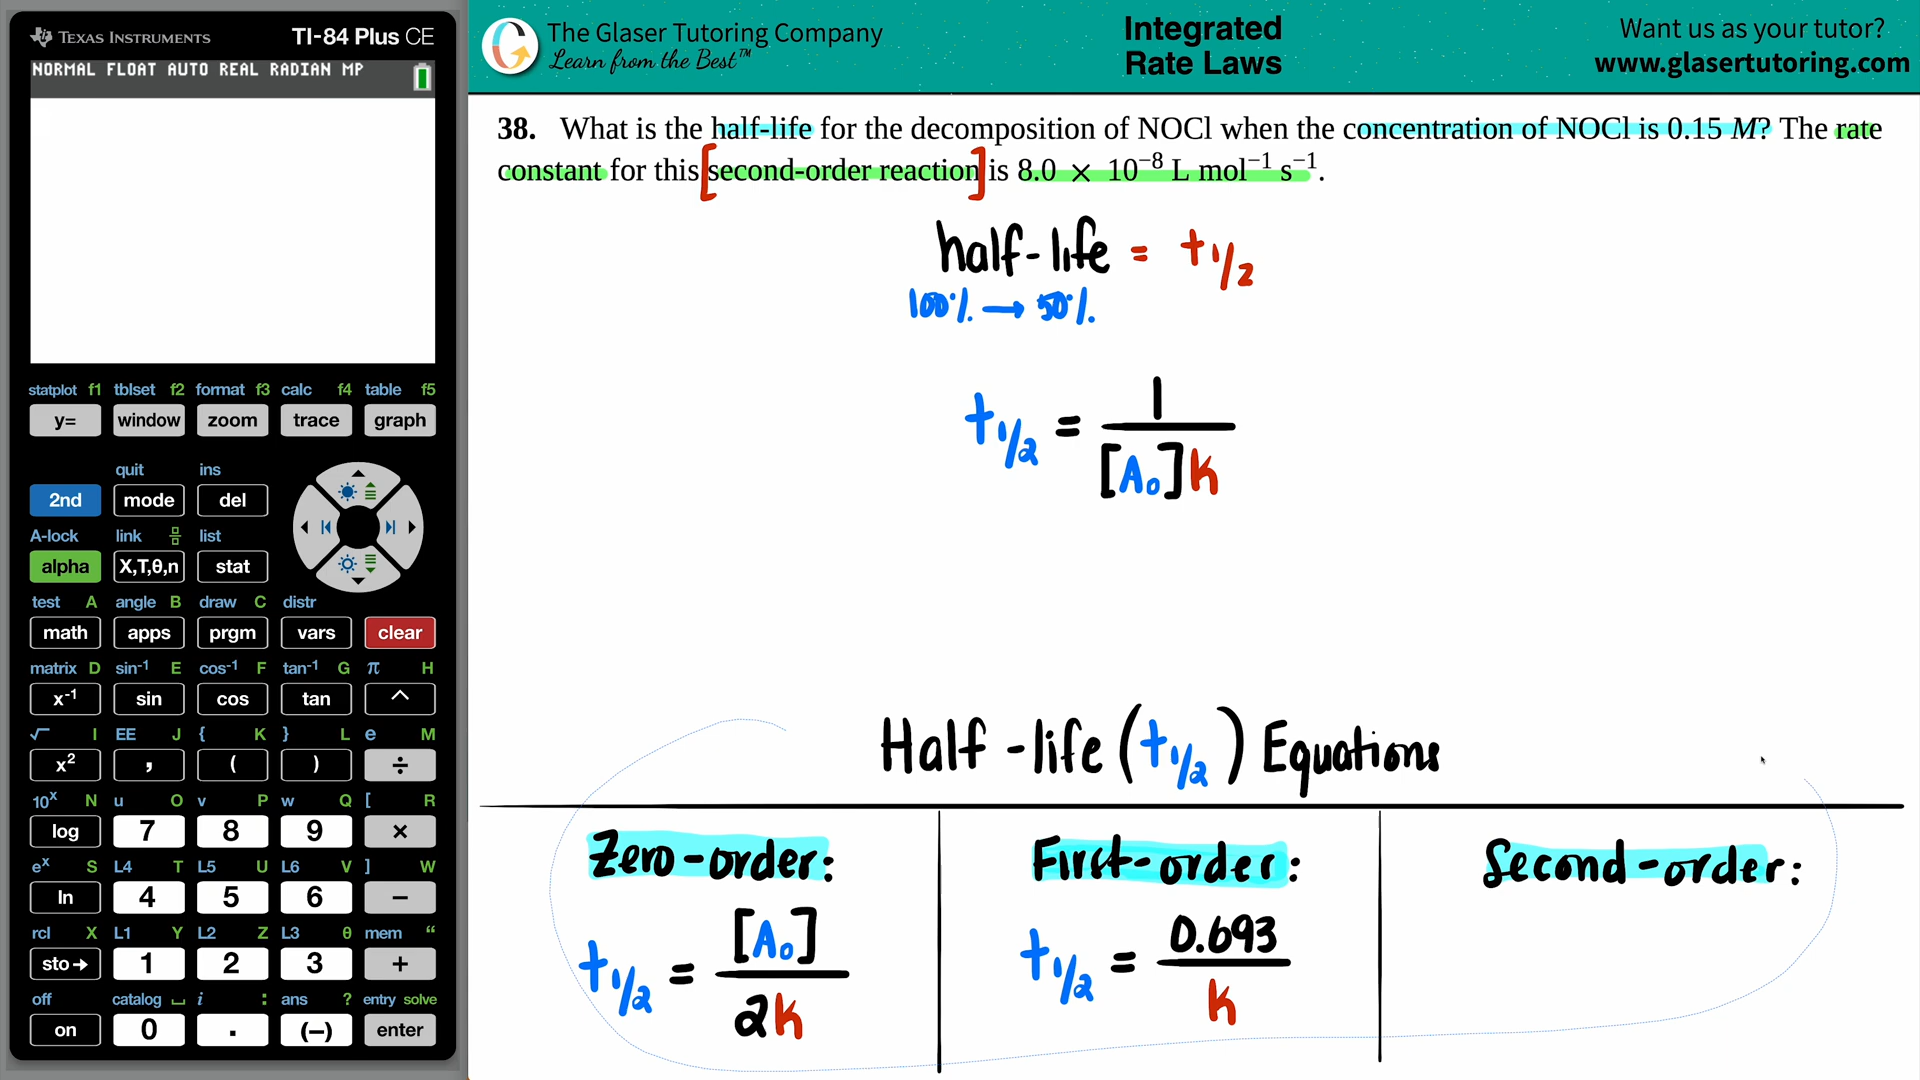 TEXAS INSTRUMENTS TI-84 Plus CE
NORMAL FLOAT AUTO REAL RADIAN MP
statplot f1 tblset f2 format f3 calc f4 table f5
y= window zoom trace graph
quit ins
2nd mode del
A-lock link list
alpha X,T,θ,n stat
test A angle B draw C distr
math apps prgm vars clear
matrix D sin⁻¹ E cos⁻¹ F tan⁻¹ G π H
x⁻¹ sin cos tan ^
√ I EE J { K } L e M
x² , ( ) ÷
10ˣ N u O v P w Q [ R
log 7 8 9 ×
eˣ S L4 T L5 U L6 V ] W
ln 4 5 6 −
rcl X L1 Y L2 Z L3 θ mem “
sto→ 1 2 3 +
off catalog ⎵ i : ans ? entry solve
on 0 . (−) enter
The Glaser Tutoring Company
Learn from the Best™
Integrated
Rate Laws
Want us as your tutor?
www.glasertutoring.com
38. What is the half-life for the decomposition of NOCl when the concentration of NOCl is 0.15 M? The rate
constant for this [second-order reaction] is 8.0 × 10⁻⁸ L mol⁻¹ s⁻¹.
half-life = t1/2
100% → 50%
t1/2 = 1 / [A₀]k
Half-life (t1/2) Equations
Zero-order:
t1/2 = [A₀] / 2k
First-order:
t1/2 = 0.693 / k
Second-order: